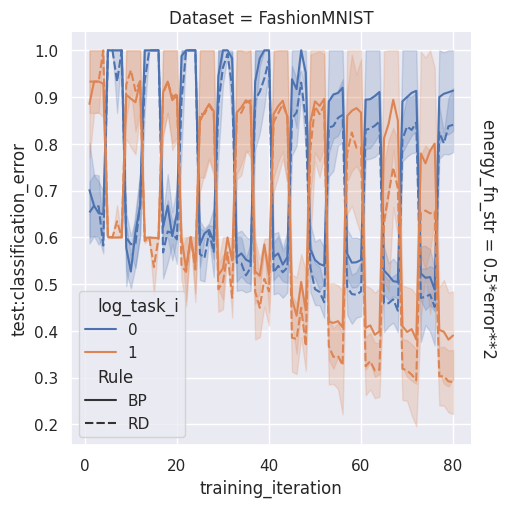 Dataset = FashionMNIST
test:classification_error
1.0
0.9
0.8
0.7
0.6
0.5
0.4
0.3
0.2
log_task_i
0
1
Rule
BP
RD
0
20
40
60
80
training_iteration
energy_fn_str = 0.5*error**2